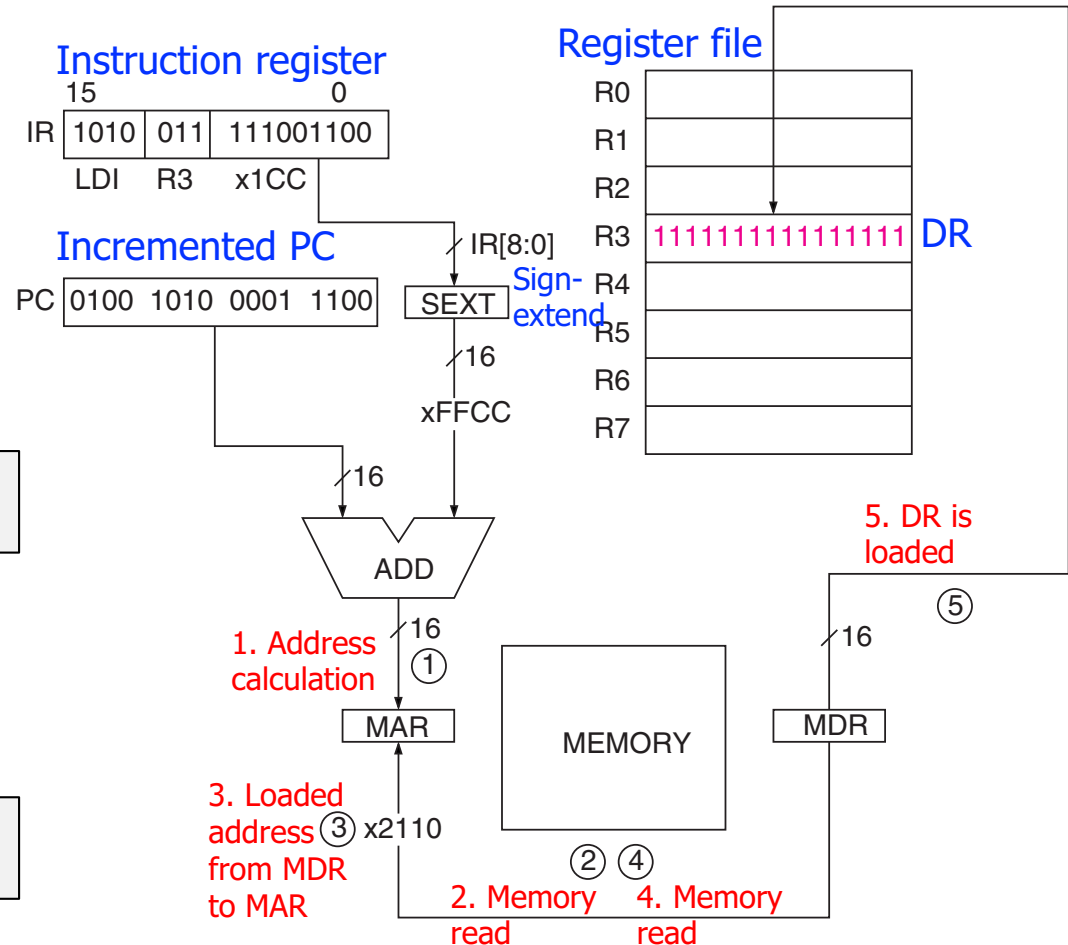 Instruction register
15 0
IR 1010 011 111001100
LDI R3 x1CC
IR[8:0]
Incremented PC
PC 0100 1010 0001 1100
SEXT
Sign-
extend
16
xFFCC
16
ADD
16
1. Address
calculation
1
MAR
3. Loaded
address
from MDR
to MAR
3
x2110
MEMORY
2 4
2. Memory
read
4. Memory
read
MDR
16
5. DR is
loaded
5
Register file
R0
R1
R2
R3 1111111111111111 DR
R4
R5
R6
R7